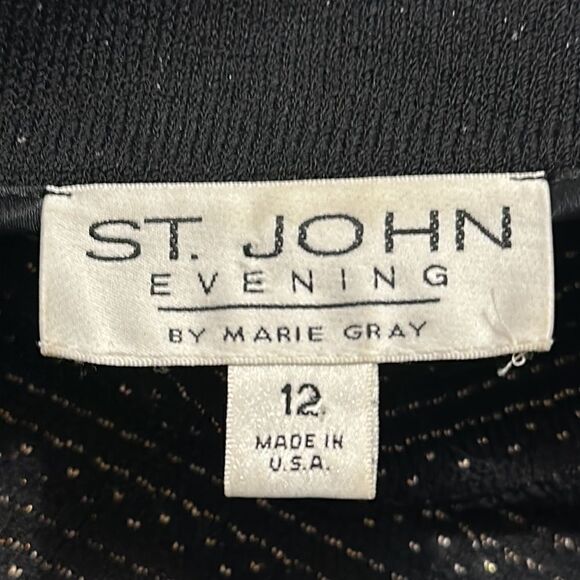 ST. JOHN
EVENING
BY MARIE GRAY
12
MADE IN
U.S.A.